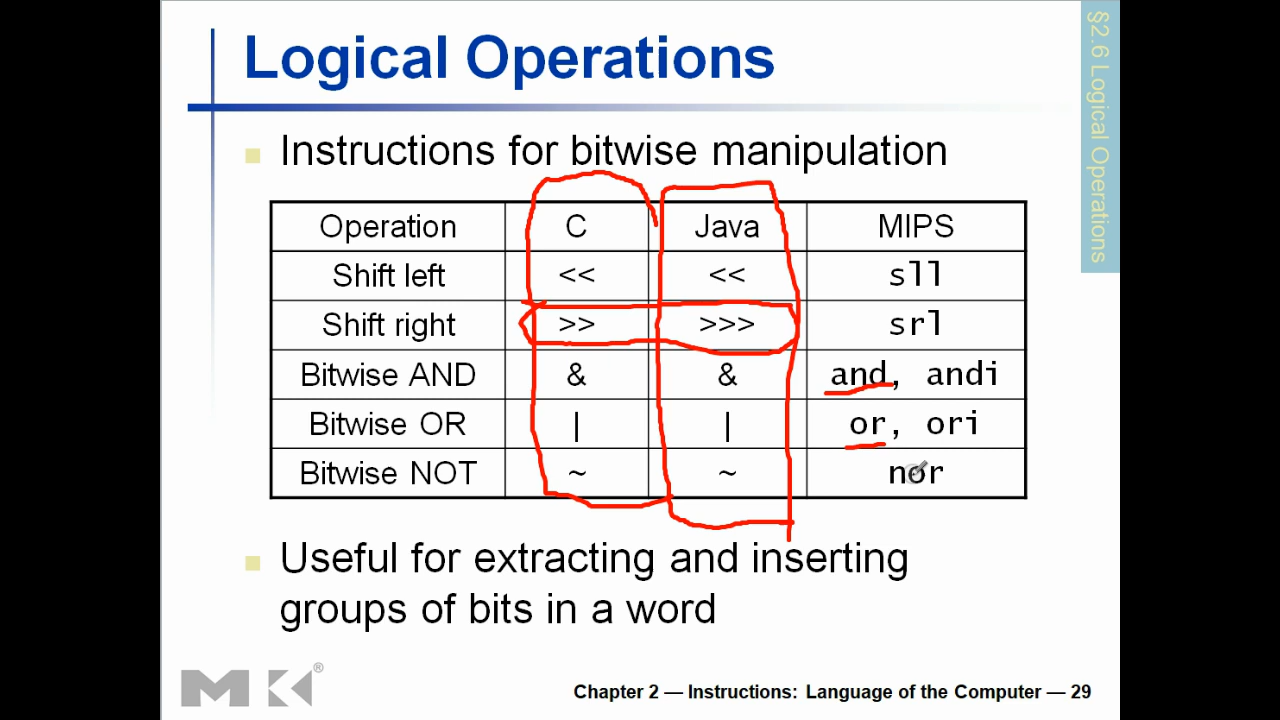 Logical Operations
§2.6 Logical Operations
Instructions for bitwise manipulation
Operation C Java MIPS
Shift left << << sll
Shift right >> >>> srl
Bitwise AND & & and, andi
Bitwise OR | | or, ori
Bitwise NOT ~ ~ nor
Useful for extracting and inserting
groups of bits in a word
MK®
Chapter 2 — Instructions: Language of the Computer — 29